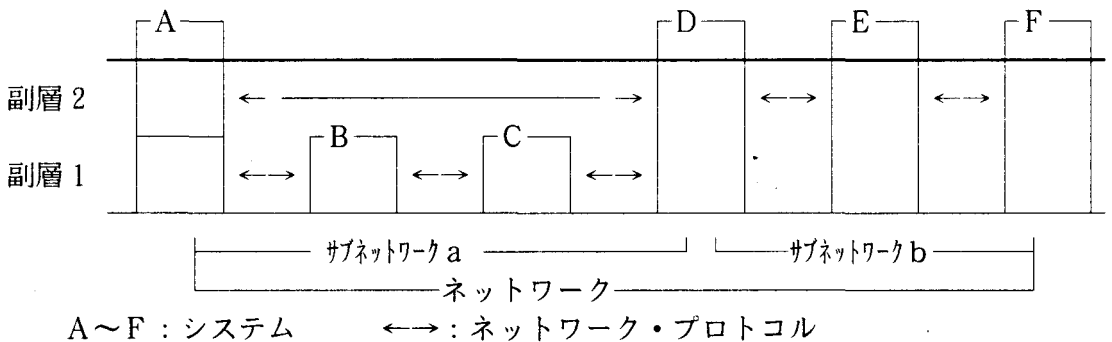 A D E F
副層 2
B C
副層 1
サブネットワーク a サブネットワーク b
ネットワーク
A～F：システム ←→：ネットワーク・プロトコル